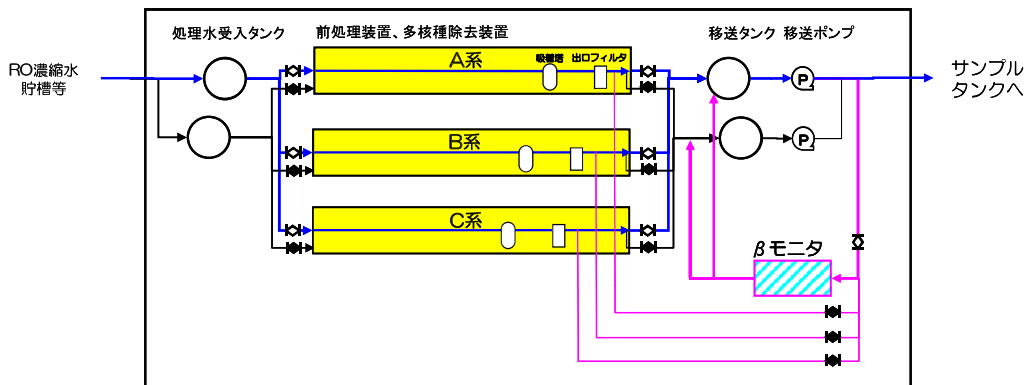 処理水受入タンク
前処理装置、多核種除去装置
移送タンク 移送ポンプ
RO濃縮水
貯槽等
A系
吸着塔 出口フィルタ
P
サンプル
タンクへ
B系
P
C系
βモニタ